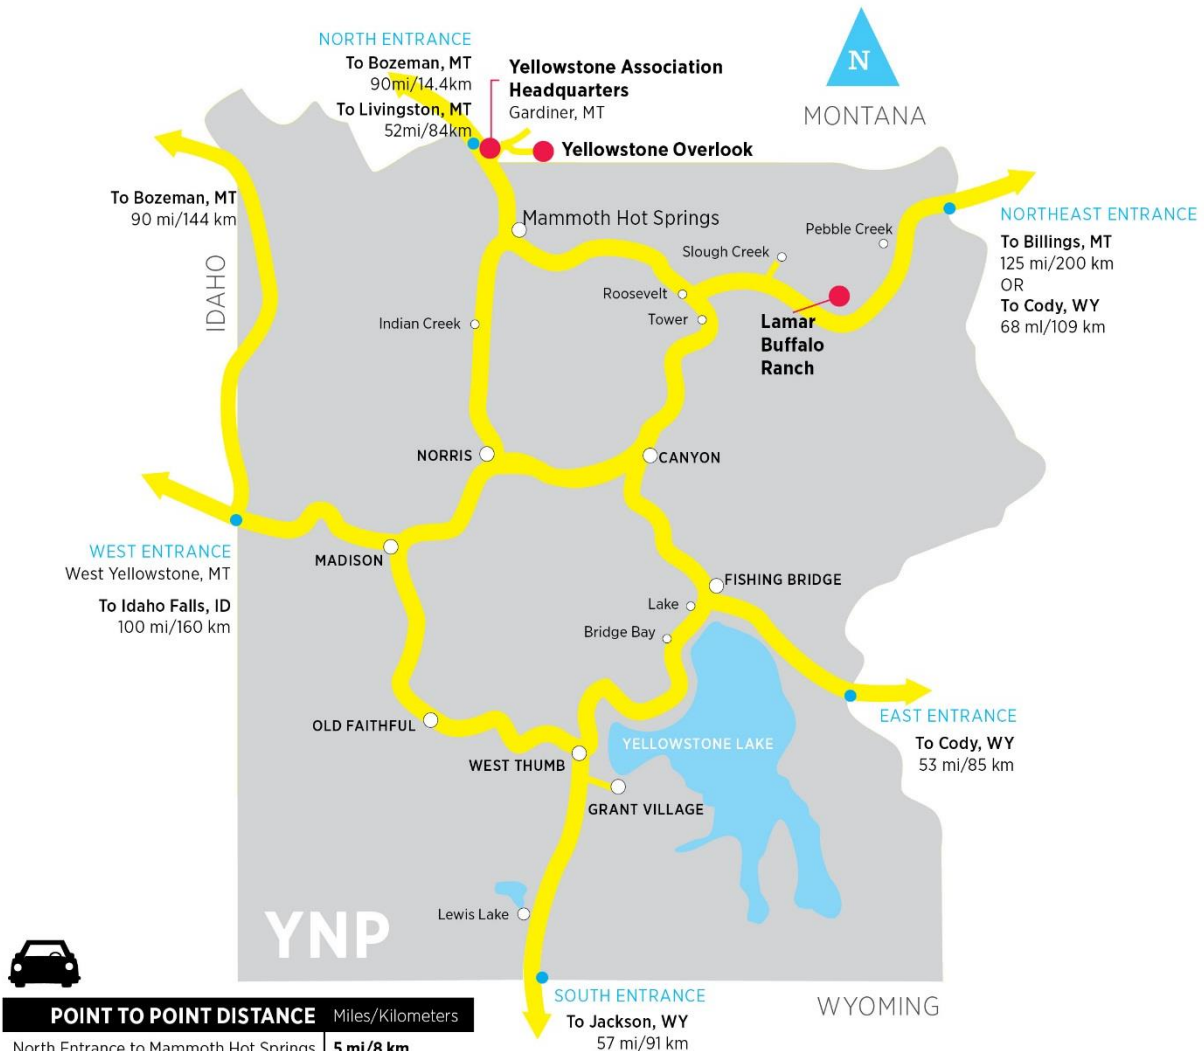 NORTH ENTRANCE
To Bozeman, MT
90mi/14.4km
To Livingston, MT
52mi/84km
Yellowstone Association
Headquarters
Gardiner, MT
Yellowstone Overlook
N
MONTANA
To Bozeman, MT
90 mi/144 km
IDAHO
Mammoth Hot Springs
Pebble Creek
Slough Creek
Roosevelt
Tower
Indian Creek
Lamar
Buffalo
Ranch
NORTHEAST ENTRANCE
To Billings, MT
125 mi/200 km
OR
To Cody, WY
68 ml/109 km
NORRIS
CANYON
WEST ENTRANCE
West Yellowstone, MT
To Idaho Falls, ID
100 mi/160 km
MADISON
FISHING BRIDGE
Lake
Bridge Bay
OLD FAITHFUL
WEST THUMB
YELLOWSTONE LAKE
GRANT VILLAGE
EAST ENTRANCE
To Cody, WY
53 mi/85 km
Lewis Lake
YNP
SOUTH ENTRANCE
To Jackson, WY
57 mi/91 km
WYOMING
POINT TO POINT DISTANCE Miles/Kilometers
North Entrance to Mammoth Hot Springs 5 mi/8 km